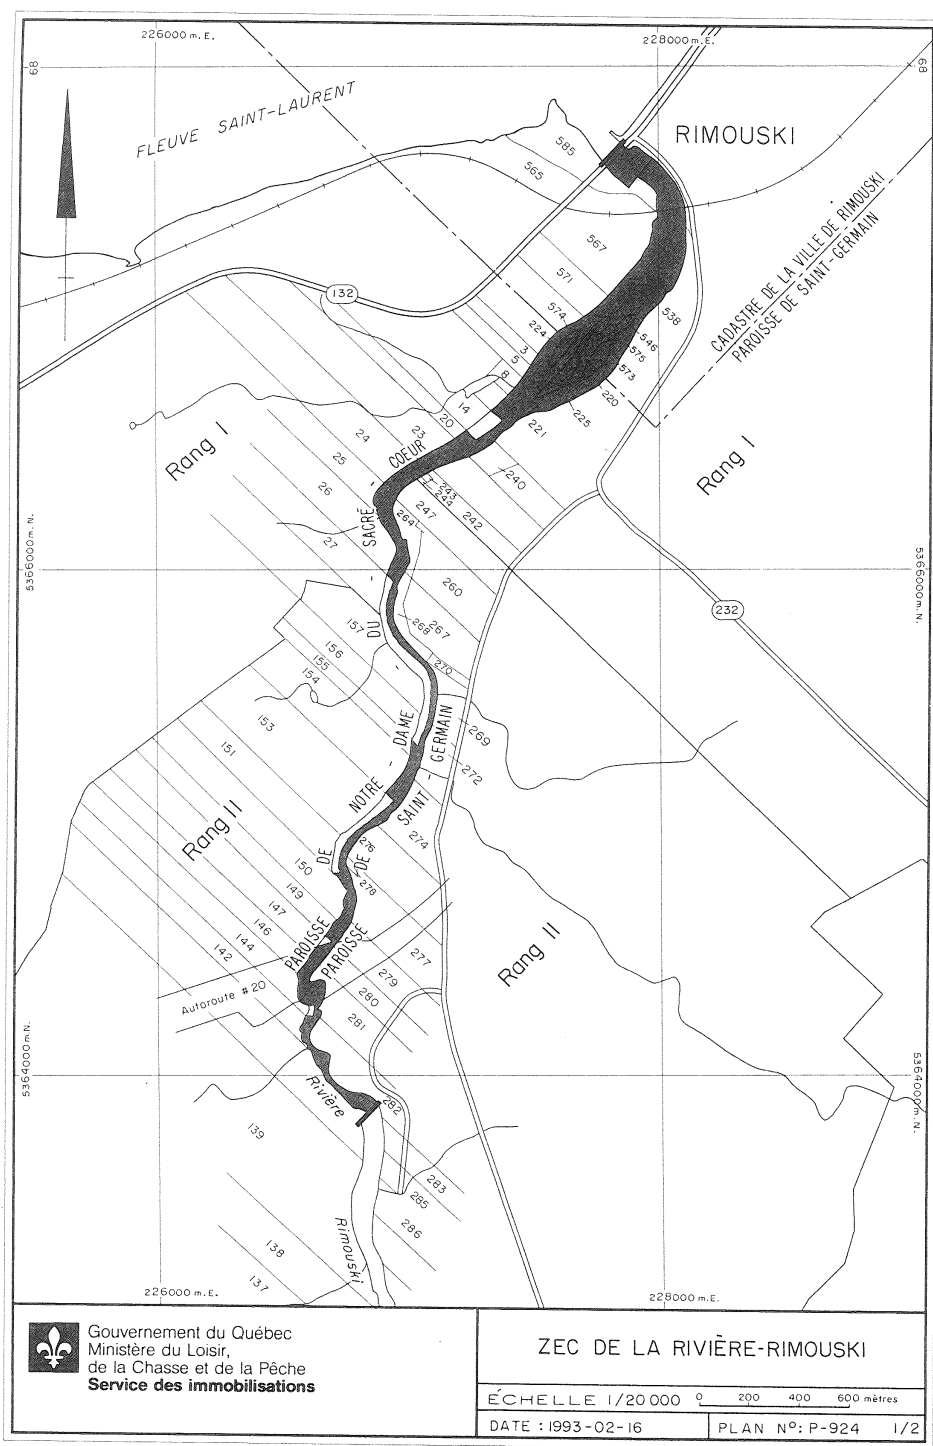 226000 m. E.
228000 m. E.
68
68
FLEUVE SAINT-LAURENT
RIMOUSKI
585
565
567
571
574
224
3
5
8
14
20
23
24
25
26
27
132
538
546
575
573
220
225
221
240
CADASTRE DE LA VILLE DE RIMOUSKI
PAROISSE DE SAINT-GERMAIN
Rang I
Rang I
243
244
247
242
264
260
268
267
270
5366000 m. N.
5366000 m. N.
232
157
156
155
154
153
151
269
272
274
276
278
PAROISSE DE NOTRE - DAME - DU - SACRÉ - COEUR
PAROISSE DE SAINT - GERMAIN
Rang II
Rang II
150
149
147
146
144
142
277
279
280
281
Autoroute # 20
5364000 m. N.
5364000 m. N.
Rivière
282
139
283
285
286
138
137
Rimouski
226000 m. E.
228000 m. E.
Gouvernement du Québec
Ministère du Loisir,
de la Chasse et de la Pêche
Service des immobilisations
ZEC DE LA RIVIÈRE-RIMOUSKI
ÉCHELLE 1/20 000 0 200 400 600 mètres
DATE : 1993-02-16
PLAN Nº: P-924 1/2